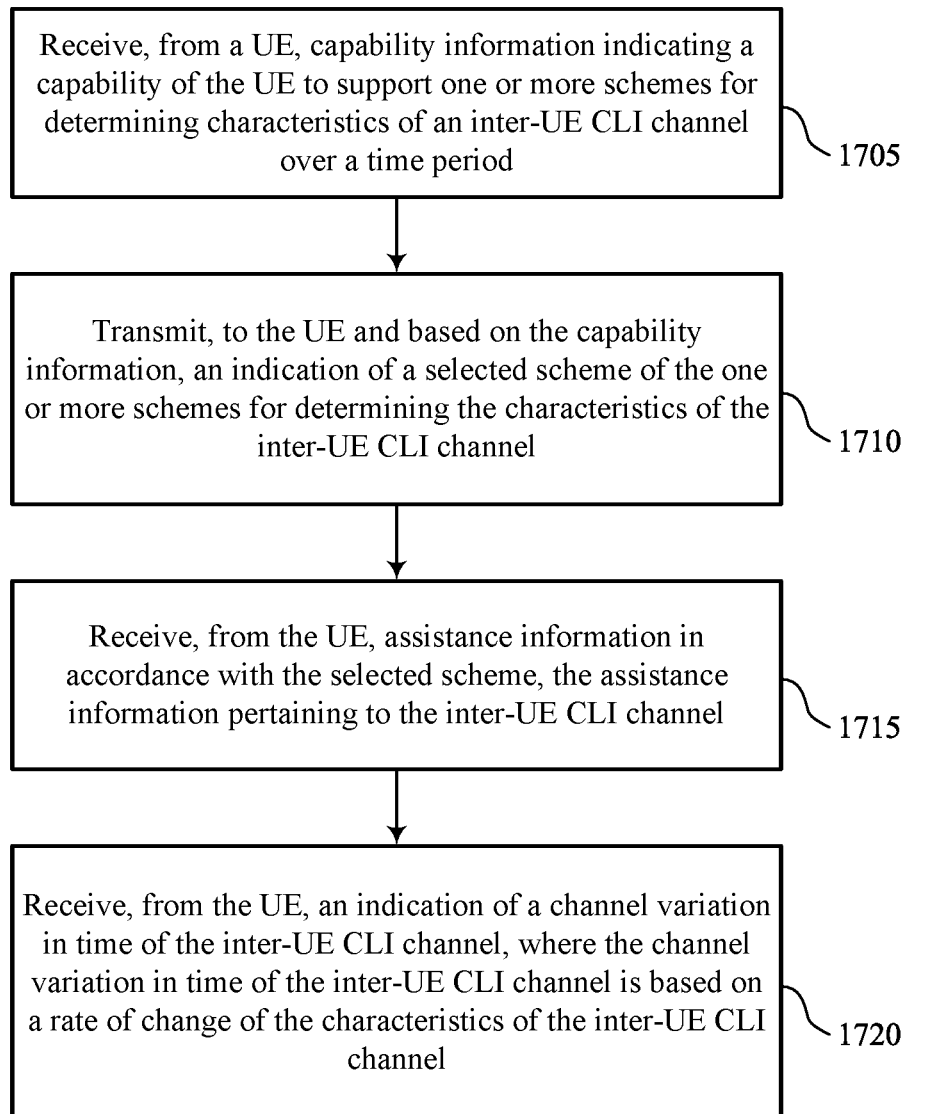 Receive, from a UE, capability information indicating a
capability of the UE to support one or more schemes for
determining characteristics of an inter-UE CLI channel
over a time period
1705
Transmit, to the UE and based on the capability
information, an indication of a selected scheme of the one
or more schemes for determining the characteristics of the
inter-UE CLI channel
1710
Receive, from the UE, assistance information in
accordance with the selected scheme, the assistance
information pertaining to the inter-UE CLI channel
1715
Receive, from the UE, an indication of a channel variation
in time of the inter-UE CLI channel, where the channel
variation in time of the inter-UE CLI channel is based on
a rate of change of the characteristics of the inter-UE CLI
channel
1720